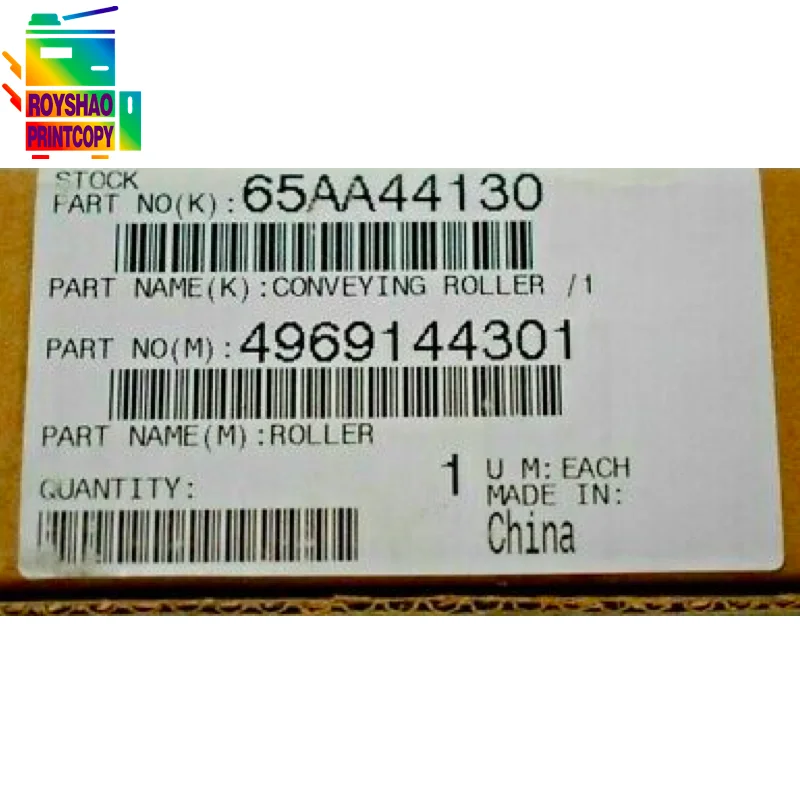 ROYSHAO
PRINTCOPY
STOCK
PART NO(K): 65AA44130
PART NAME(K):CONVEYING ROLLER /1
PART NO(M): 4969144301
PART NAME(M):ROLLER
QUANTITY: 1 U M: EACH
MADE IN:
China